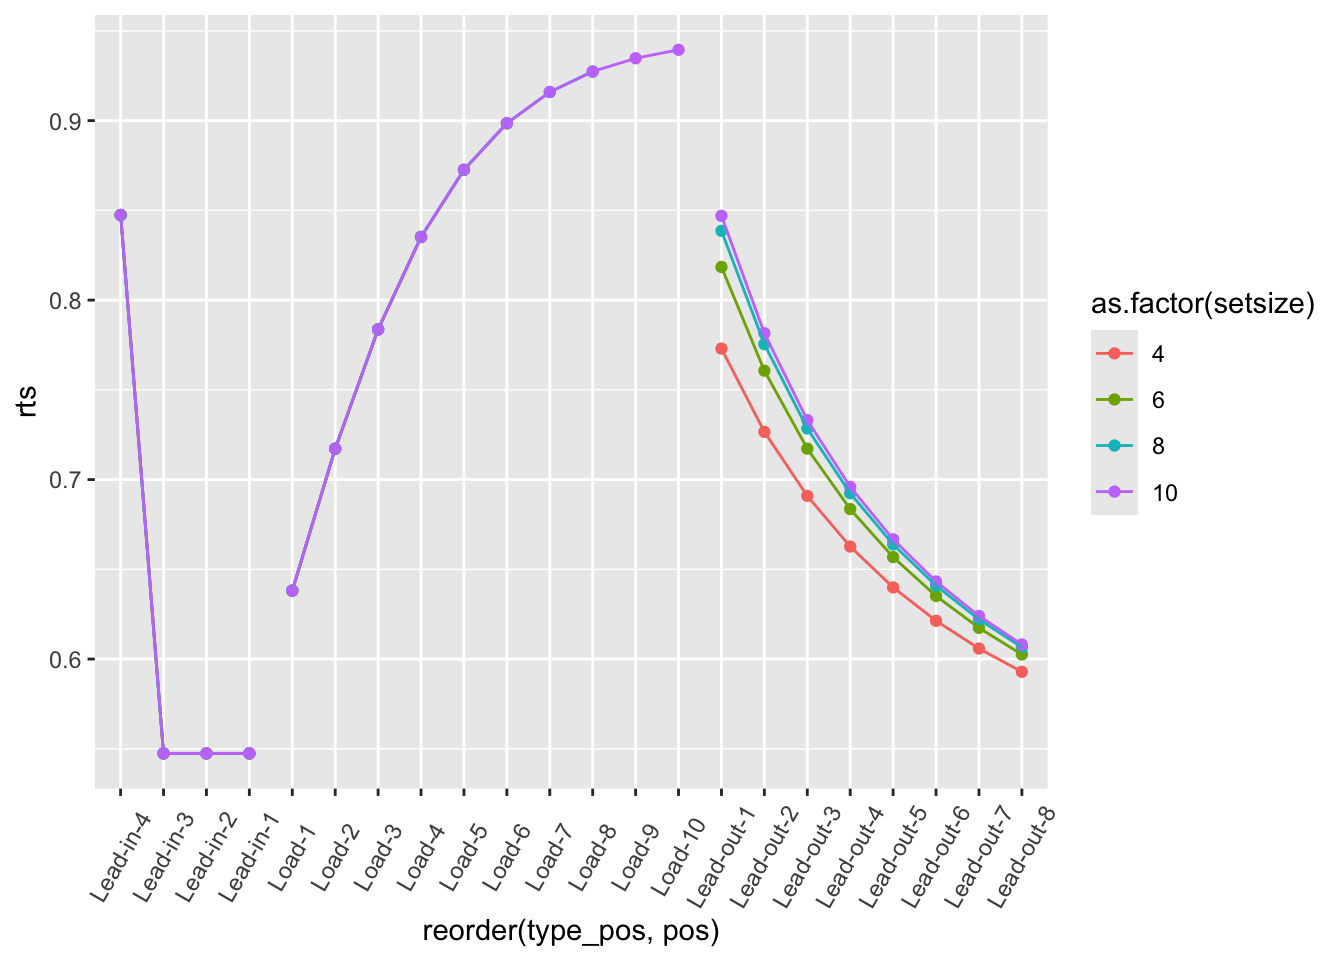 rts
0.9
0.8
0.7
0.6
Lead-in-4
Lead-in-3
Lead-in-2
Lead-in-1
Load-1
Load-2
Load-3
Load-4
Load-5
Load-6
Load-7
Load-8
Load-9
Load-10
Lead-out-1
Lead-out-2
Lead-out-3
Lead-out-4
Lead-out-5
Lead-out-6
Lead-out-7
Lead-out-8
reorder(type_pos, pos)
as.factor(setsize)
4
6
8
10